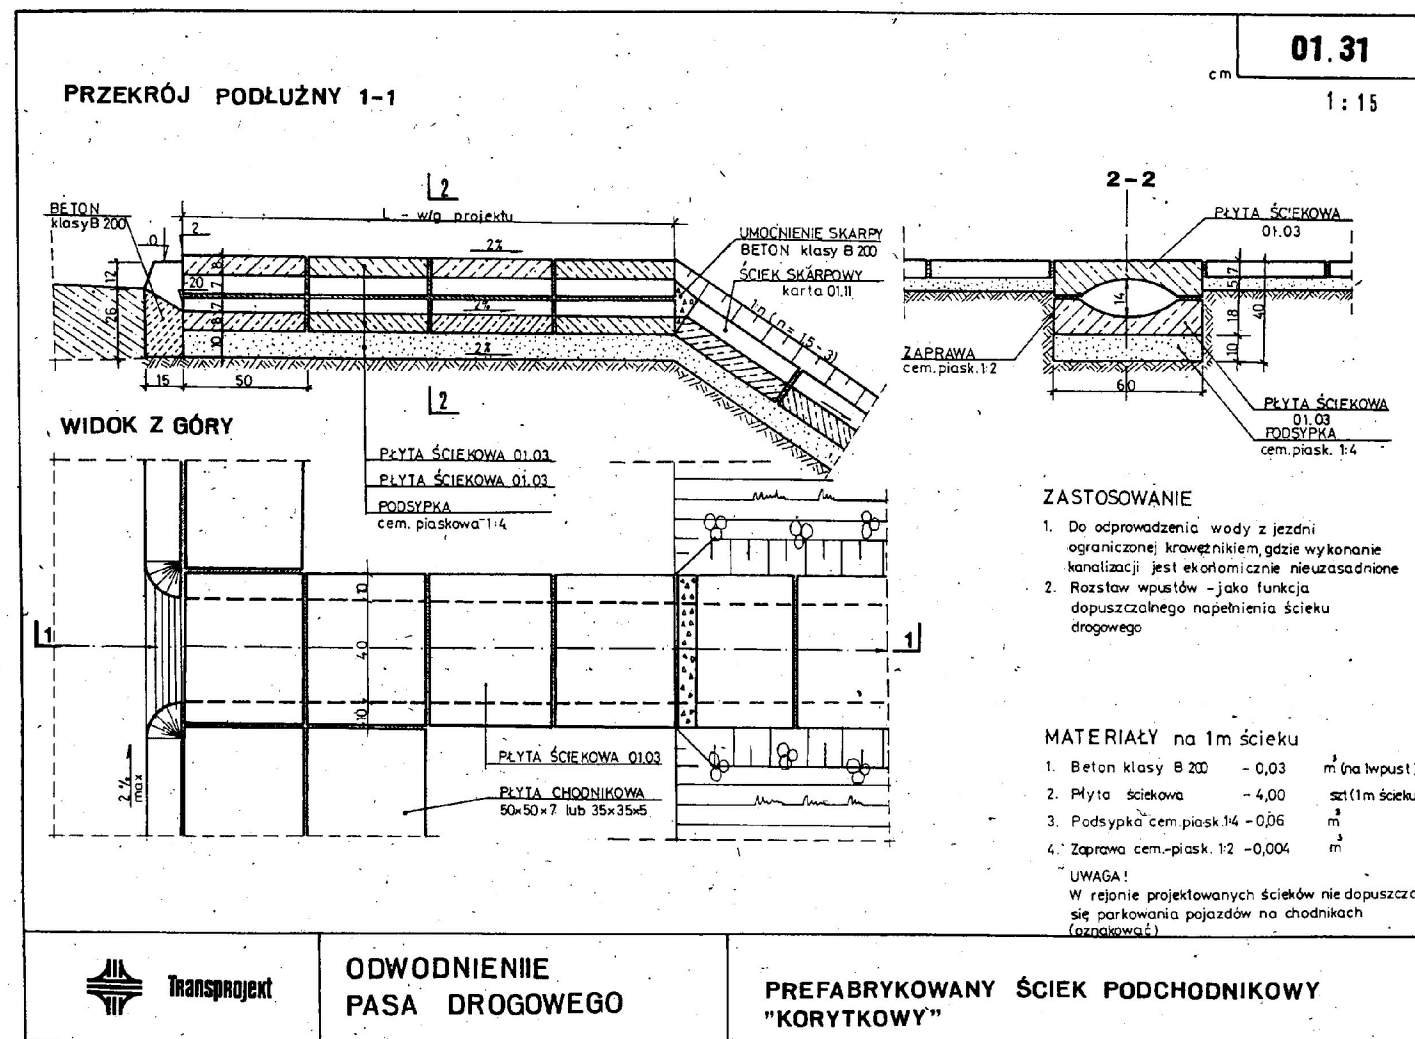 01.31
cm
1:15
PRZEKRÓJ PODŁUŻNY 1-1
2
L - w/g projektu
BETON
klasy B 200
0
2
2%
12
20
26
8
7
7
8
10
2%
2%
15
50
2
UMOCNIENIE SKARPY
BETON klasy B 200
ŚCIEK SKARPOWY
karta 01.11
1:n (n = 1,5 - 3)
2-2
PŁYTA ŚCIEKOWA
01.03
14
5
7
18
10
40
60
ZAPRAWA
cem. piask. 1:2
PŁYTA ŚCIEKOWA
01.03
PODSYPKA
cem. piask. 1:4
WIDOK Z GÓRY
PŁYTA ŚCIEKOWA 01.03
PŁYTA ŚCIEKOWA 01.03
PODSYPKA
cem. piaskowa 1:4
10
40
10
1
1
PŁYTA ŚCIEKOWA 01.03
PŁYTA CHODNIKOWA
50x50x7 lub 35x35x5
2%
max
ZASTOSOWANIE
1. Do odprowadzenia wody z jezdni
ograniczonej krawężnikiem, gdzie wykonanie
kanalizacji jest ekonomicznie nieuzasadnione
2. Rozstaw wpustów - jako funkcja
dopuszczalnego napełnienia ścieku
drogowego
MATERIAŁY na 1m ścieku
1. Beton klasy B 200 - 0,03 m³ (na 1wpust)
2. Płyta ściekowa - 4,00 szt (1m ścieku
3. Podsypka cem.piask.1:4 - 0,06 m³
4. Zaprawa cem.-piask. 1:2 - 0,004 m³
UWAGA!
W rejonie projektowanych ścieków nie dopuszcza
się parkowania pojazdów na chodnikach
(oznakować)
Transprojekt
ODWODNIENIIE
PASA DROGOWEGO
PREFABRYKOWANY ŚCIEK PODCHODNIKOWY
"KORYTKOWY"